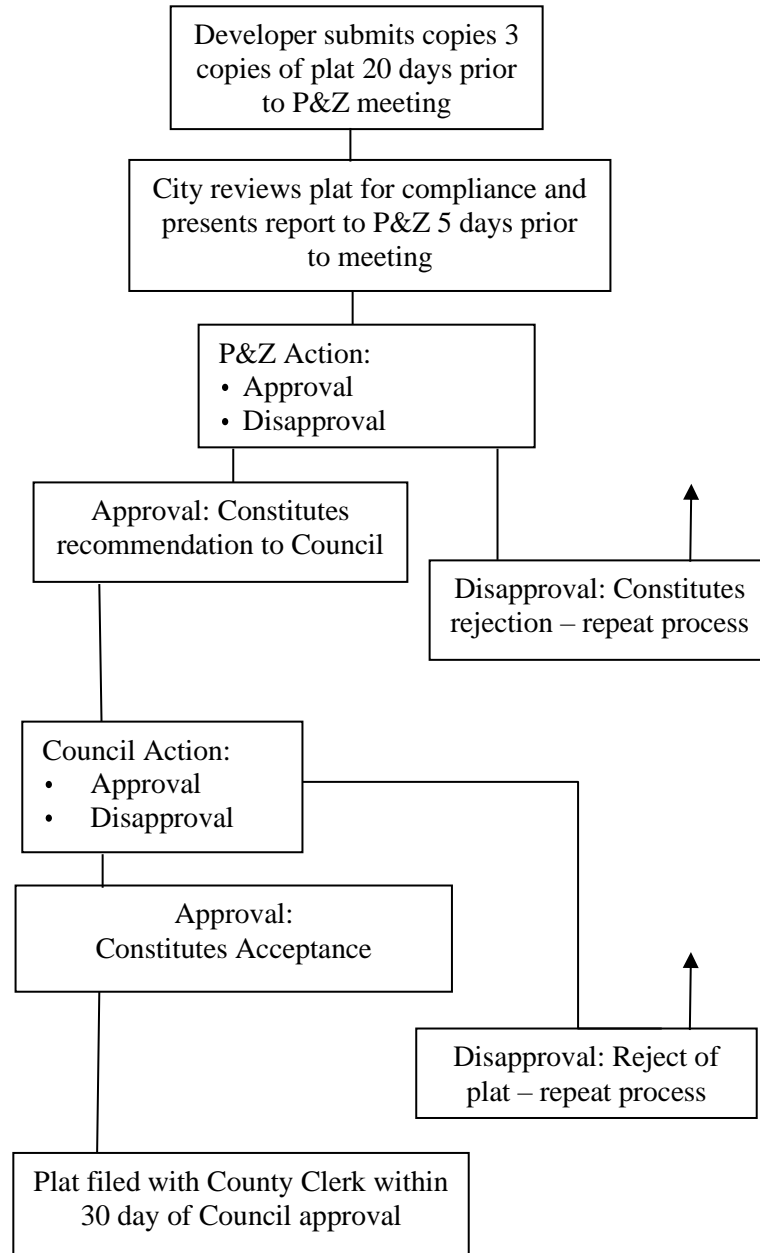 Developer submits copies 3
copies of plat 20 days prior
to P&Z meeting
City reviews plat for compliance and
presents report to P&Z 5 days prior
to meeting
P&Z Action:
• Approval
• Disapproval
Approval: Constitutes
recommendation to Council
Disapproval: Constitutes
rejection – repeat process
Council Action:
• Approval
• Disapproval
Approval:
Constitutes Acceptance
Disapproval: Reject of
plat – repeat process
Plat filed with County Clerk within
30 day of Council approval